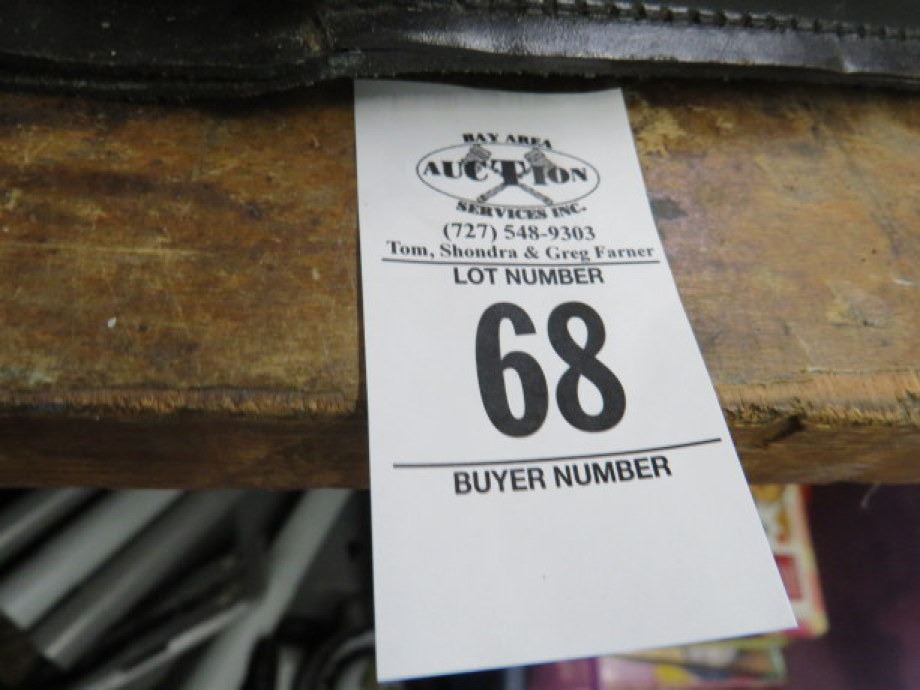 BAY AREA
AUCTION
SERVICES INC.
(727) 548-9303
Tom, Shondra & Greg Farner
LOT NUMBER
68
BUYER NUMBER